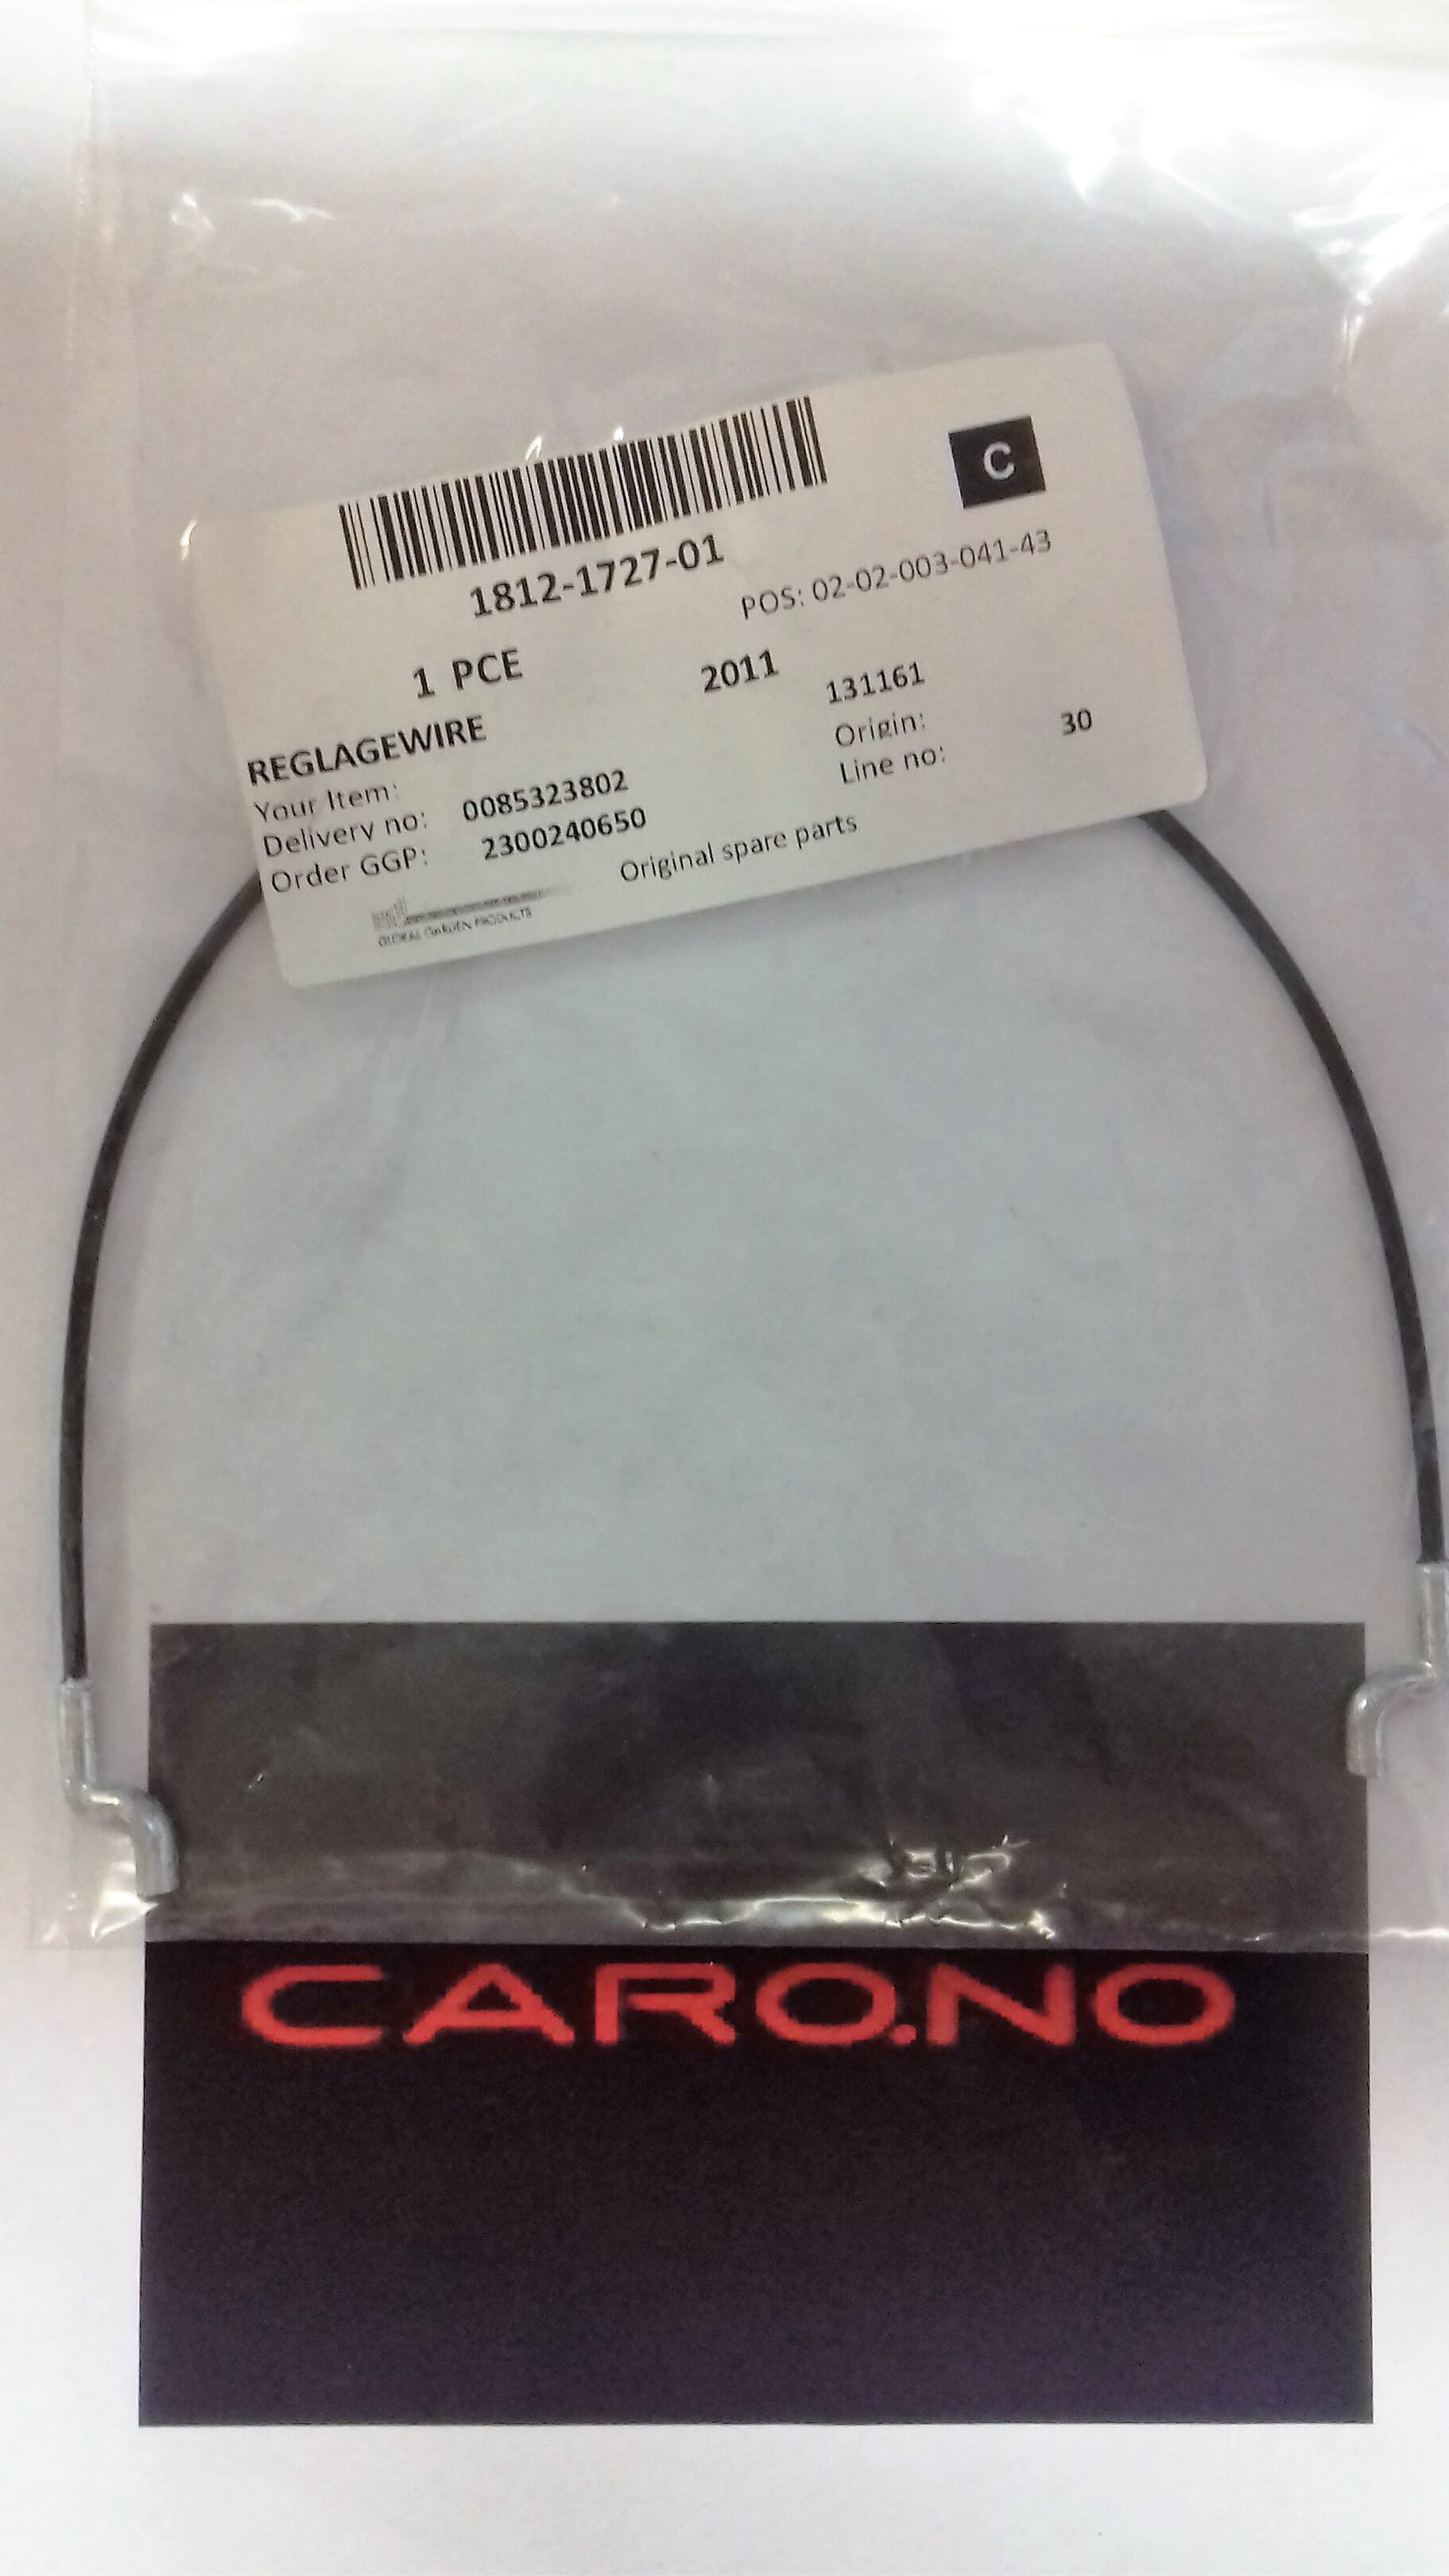 C
1812-1727-01
POS: 02-02-003-041-43
1 PCE 2011 131161
REGLAGEWIRE Origin: 30
Your Item: Line no:
Delivery no: 0085323802
Order GGP: 2300240650
Original spare parts
GLOBAL GARDEN PRODUCTS
CARO.NO